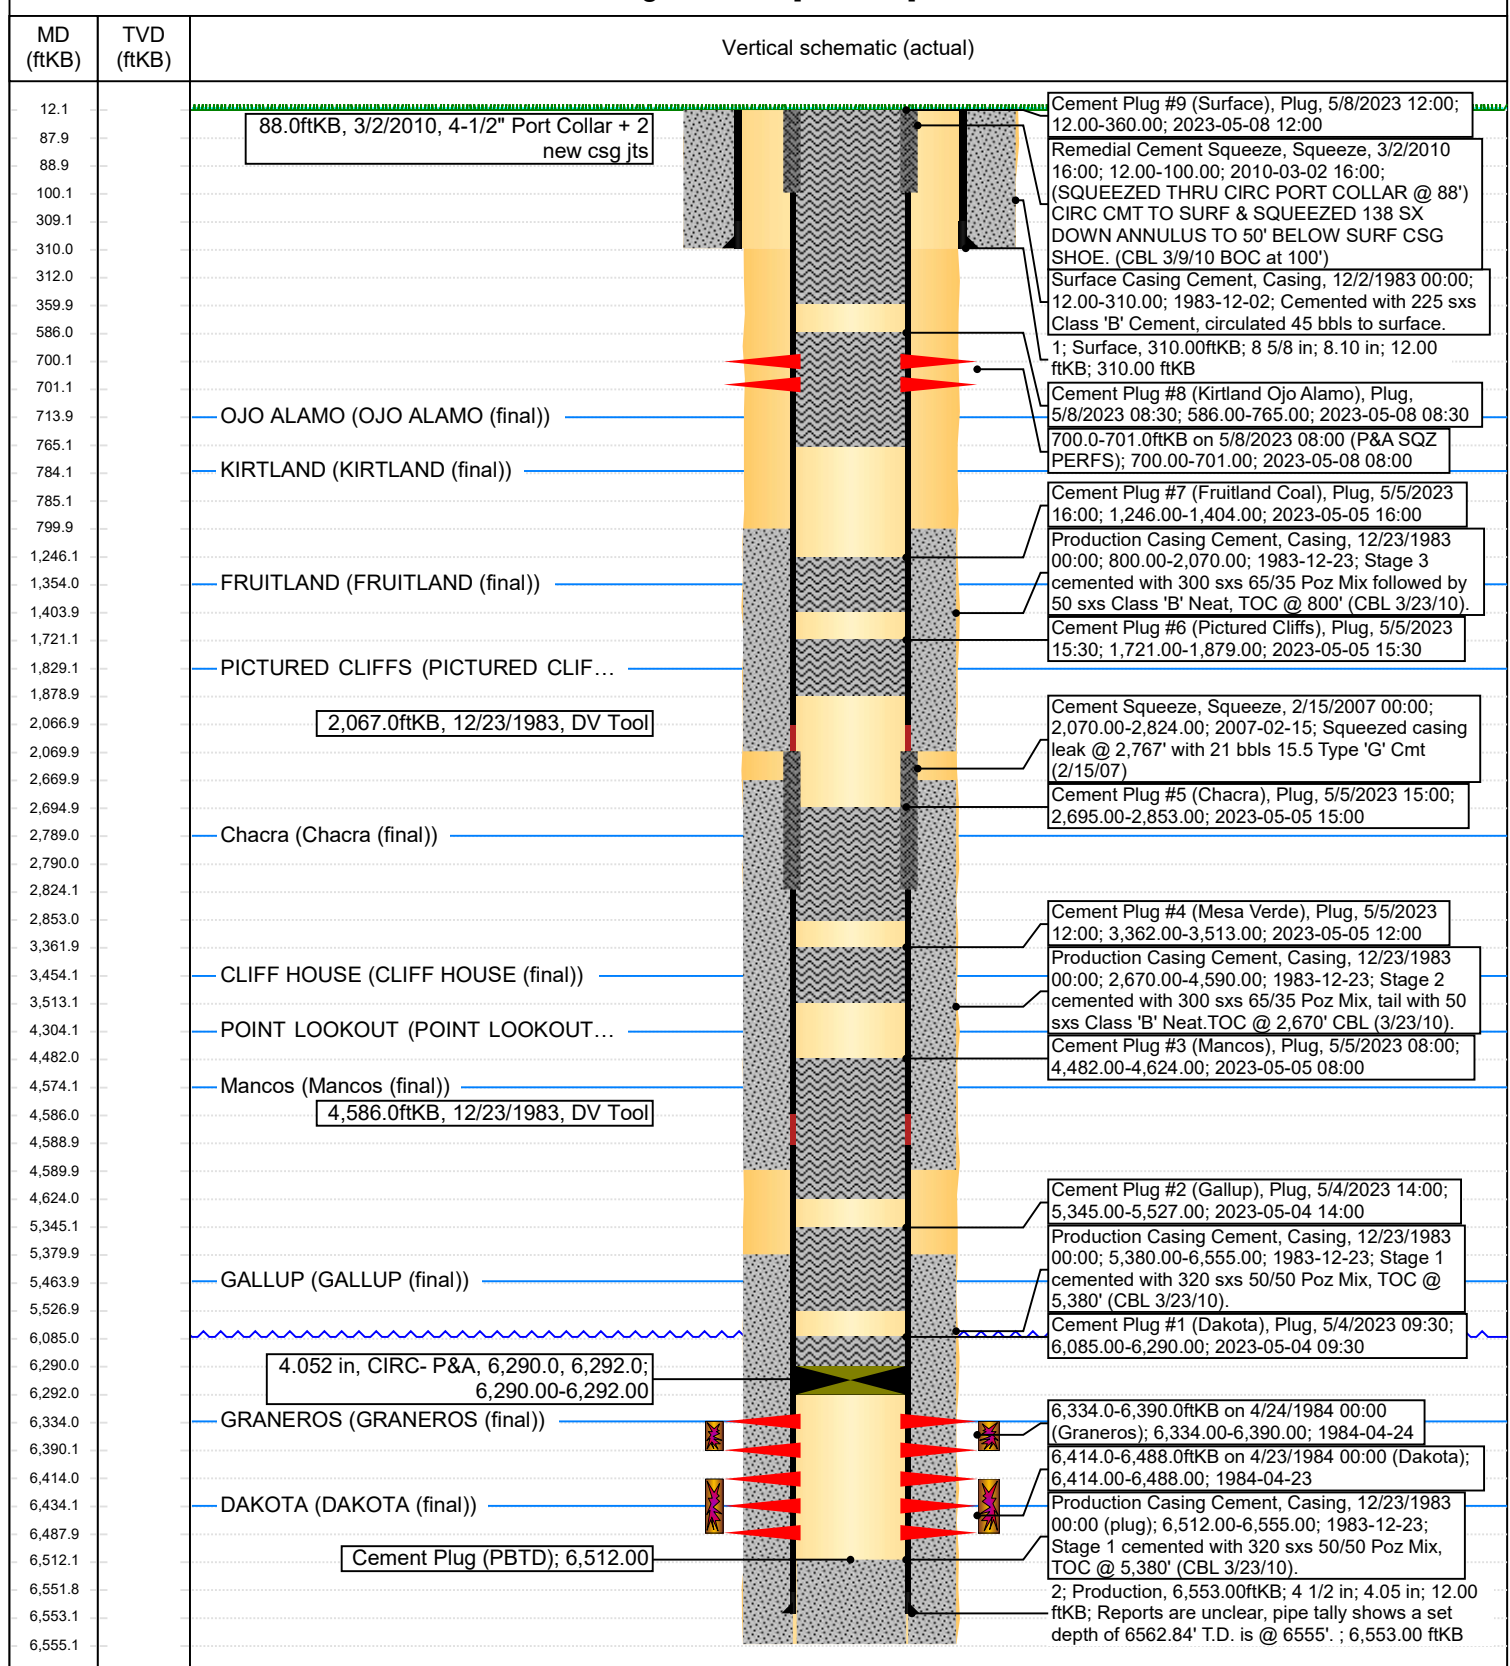 MD
(ftKB)
TVD
(ftKB)
Vertical schematic (actual)
12.1
87.9
88.9
100.1
309.1
310.0
312.0
359.9
586.0
700.1
701.1
713.9
765.1
784.1
785.1
799.9
1,246.1
1,354.0
1,403.9
1,721.1
1,829.1
1,878.9
2,066.9
2,069.9
2,669.9
2,694.9
2,789.0
2,790.0
2,824.1
2,853.0
3,361.9
3,454.1
3,513.1
4,304.1
4,482.0
4,574.1
4,586.0
4,588.9
4,589.9
4,624.0
5,345.1
5,379.9
5,463.9
5,526.9
6,085.0
6,290.0
6,292.0
6,334.0
6,390.1
6,414.0
6,434.1
6,487.9
6,512.1
6,551.8
6,553.1
6,555.1
88.0ftKB, 3/2/2010, 4-1/2" Port Collar + 2
new csg jts
OJO ALAMO (OJO ALAMO (final))
KIRTLAND (KIRTLAND (final))
FRUITLAND (FRUITLAND (final))
PICTURED CLIFFS (PICTURED CLIF…
2,067.0ftKB, 12/23/1983, DV Tool
Chacra (Chacra (final))
CLIFF HOUSE (CLIFF HOUSE (final))
POINT LOOKOUT (POINT LOOKOUT…
Mancos (Mancos (final))
4,586.0ftKB, 12/23/1983, DV Tool
GALLUP (GALLUP (final))
4.052 in, CIRC- P&A, 6,290.0, 6,292.0;
6,290.00-6,292.00
GRANEROS (GRANEROS (final))
DAKOTA (DAKOTA (final))
Cement Plug (PBTD); 6,512.00
Cement Plug #9 (Surface), Plug, 5/8/2023 12:00;
12.00-360.00; 2023-05-08 12:00
Remedial Cement Squeeze, Squeeze, 3/2/2010
16:00; 12.00-100.00; 2010-03-02 16:00;
(SQUEEZED THRU CIRC PORT COLLAR @ 88')
CIRC CMT TO SURF & SQUEEZED 138 SX
DOWN ANNULUS TO 50' BELOW SURF CSG
SHOE. (CBL 3/9/10 BOC at 100')
Surface Casing Cement, Casing, 12/2/1983 00:00;
12.00-310.00; 1983-12-02; Cemented with 225 sxs
Class 'B' Cement, circulated 45 bbls to surface.
1; Surface, 310.00ftKB; 8 5/8 in; 8.10 in; 12.00
ftKB; 310.00 ftKB
Cement Plug #8 (Kirtland Ojo Alamo), Plug,
5/8/2023 08:30; 586.00-765.00; 2023-05-08 08:30
700.0-701.0ftKB on 5/8/2023 08:00 (P&A SQZ
PERFS); 700.00-701.00; 2023-05-08 08:00
Cement Plug #7 (Fruitland Coal), Plug, 5/5/2023
16:00; 1,246.00-1,404.00; 2023-05-05 16:00
Production Casing Cement, Casing, 12/23/1983
00:00; 800.00-2,070.00; 1983-12-23; Stage 3
cemented with 300 sxs 65/35 Poz Mix followed by
50 sxs Class 'B' Neat, TOC @ 800' (CBL 3/23/10).
Cement Plug #6 (Pictured Cliffs), Plug, 5/5/2023
15:30; 1,721.00-1,879.00; 2023-05-05 15:30
Cement Squeeze, Squeeze, 2/15/2007 00:00;
2,070.00-2,824.00; 2007-02-15; Squeezed casing
leak @ 2,767' with 21 bbls 15.5 Type 'G' Cmt
(2/15/07)
Cement Plug #5 (Chacra), Plug, 5/5/2023 15:00;
2,695.00-2,853.00; 2023-05-05 15:00
Cement Plug #4 (Mesa Verde), Plug, 5/5/2023
12:00; 3,362.00-3,513.00; 2023-05-05 12:00
Production Casing Cement, Casing, 12/23/1983
00:00; 2,670.00-4,590.00; 1983-12-23; Stage 2
cemented with 300 sxs 65/35 Poz Mix, tail with 50
sxs Class 'B' Neat.TOC @ 2,670' CBL (3/23/10).
Cement Plug #3 (Mancos), Plug, 5/5/2023 08:00;
4,482.00-4,624.00; 2023-05-05 08:00
Cement Plug #2 (Gallup), Plug, 5/4/2023 14:00;
5,345.00-5,527.00; 2023-05-04 14:00
Production Casing Cement, Casing, 12/23/1983
00:00; 5,380.00-6,555.00; 1983-12-23; Stage 1
cemented with 320 sxs 50/50 Poz Mix, TOC @
5,380' (CBL 3/23/10).
Cement Plug #1 (Dakota), Plug, 5/4/2023 09:30;
6,085.00-6,290.00; 2023-05-04 09:30
6,334.0-6,390.0ftKB on 4/24/1984 00:00
(Graneros); 6,334.00-6,390.00; 1984-04-24
6,414.0-6,488.0ftKB on 4/23/1984 00:00 (Dakota);
6,414.00-6,488.00; 1984-04-23
Production Casing Cement, Casing, 12/23/1983
00:00 (plug); 6,512.00-6,555.00; 1983-12-23;
Stage 1 cemented with 320 sxs 50/50 Poz Mix,
TOC @ 5,380' (CBL 3/23/10).
2; Production, 6,553.00ftKB; 4 1/2 in; 4.05 in; 12.00
ftKB; Reports are unclear, pipe tally shows a set
depth of 6562.84' T.D. is @ 6555'. ; 6,553.00 ftKB